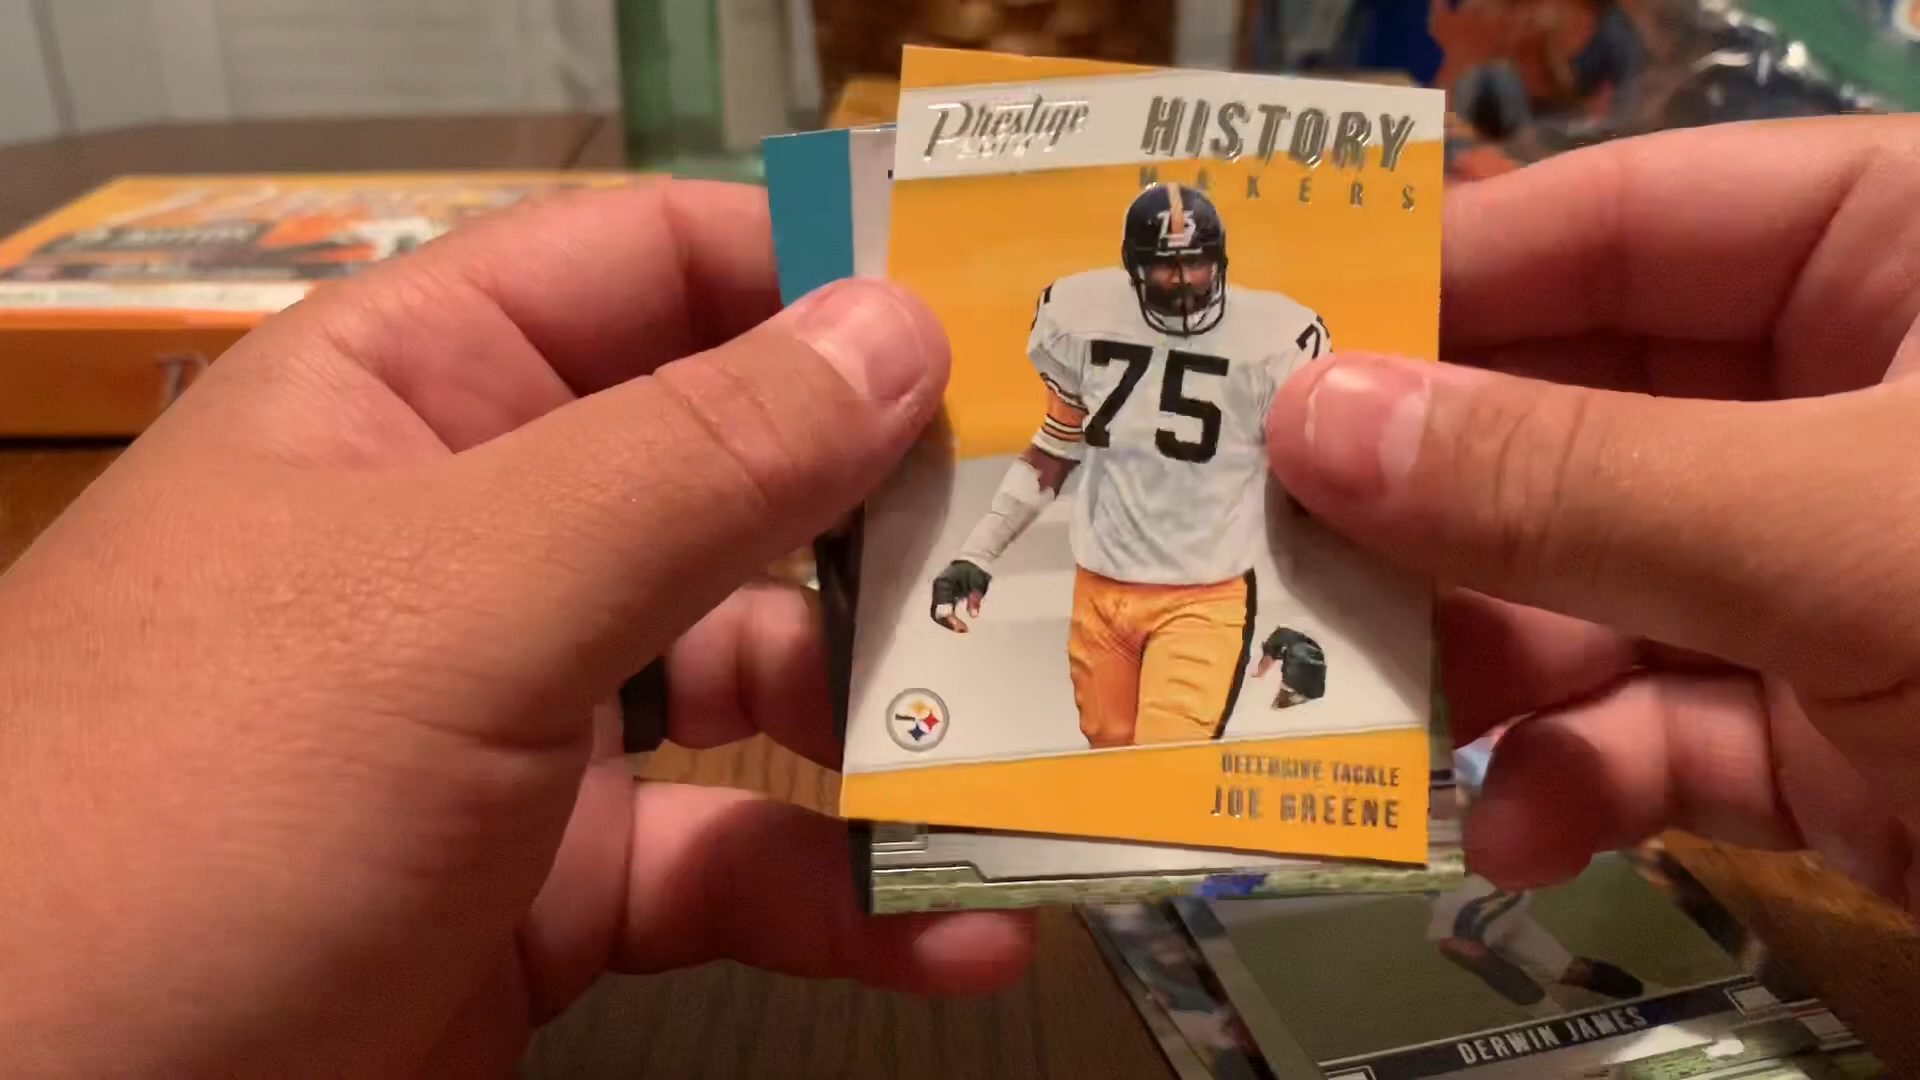 Prestige
HISTORY
MAKERS
75
75
DEFENSIVE TACKLE
JOE GREENE
DERWIN JAMES